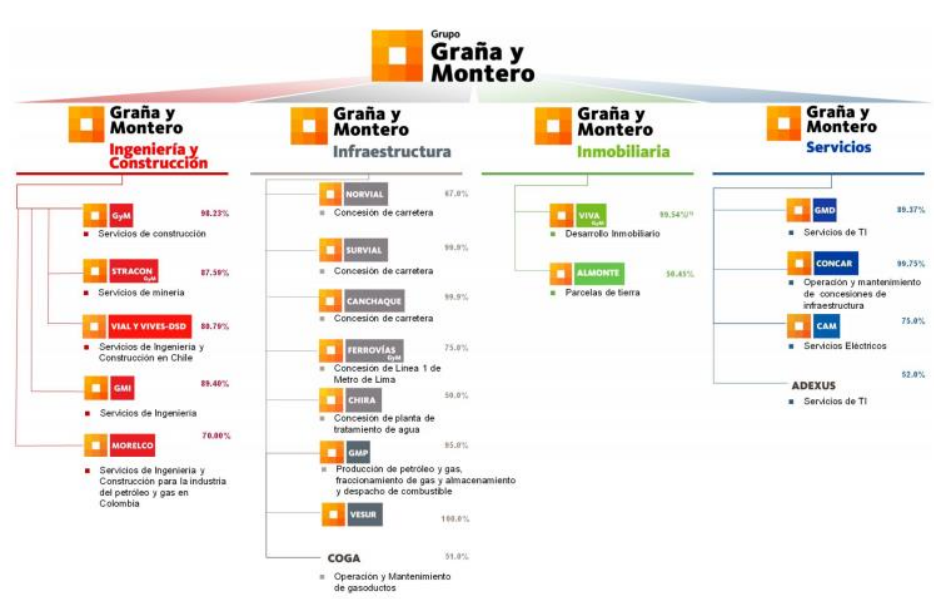 Grupo
Graña y
Montero
Graña y
Montero
Ingeniería y
Construcción
GyM
98.23%
Servicios de construcción
STRACON
GyM
87.59%
Servicios de mineria
VIAL Y VIVES-DSD
80.79%
Servicios de Ingenieria y
Construcción en Chile
GMI
89.40%
Servicios de Ingenieria
MORELCO
70.00%
Servicios de Ingenieria y
Construcción para la industria
del petróleo y gas en
Colombia
Graña y
Montero
Infraestructura
NORVIAL
67.0%
Concesión de carretera
SURVIAL
99.9%
Concesión de carretera
CANCHAQUE
99.9%
Concesión de carretera
FERROVÍAS
GyM
75.0%
Concesión de Linea 1 de
Metro de Lima
CHIRA
50.0%
Concesión de planta de
tratamiento de agua
GMP
95.0%
Producción de petróleo y gas,
fraccionamiento de gas y almacenamiento
y despacho de combustible
VESUR
100.0%
COGA
51.0%
Operación y Mantenimiento
de gasoductos
Graña y
Montero
Inmobiliaria
VIVA
GyM
99.54%
Desarrollo Inmobiliario
ALMONTE
50.45%
Parcelas de tierra
Graña y
Montero
Servicios
GMD
89.37%
Servicios de TI
CONCAR
99.75%
Operación y mantenimiento
de concesiones de
infraestructura
CAM
75.0%
Servicios Eléctricos
ADEXUS
52.0%
Servicios de TI